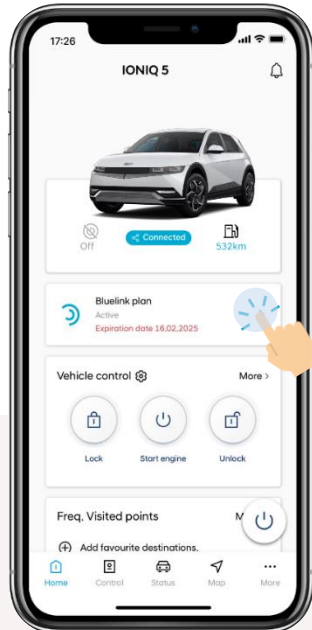 17:26
IONIQ 5
Off
Connected
532km
Bluelink plan
Active
Expiration date 16.02.2025
Vehicle control
More >
Lock
Start engine
Unlock
Freq. Visited points
M
Add favourite destinations.
Home
Control
Status
Map
More